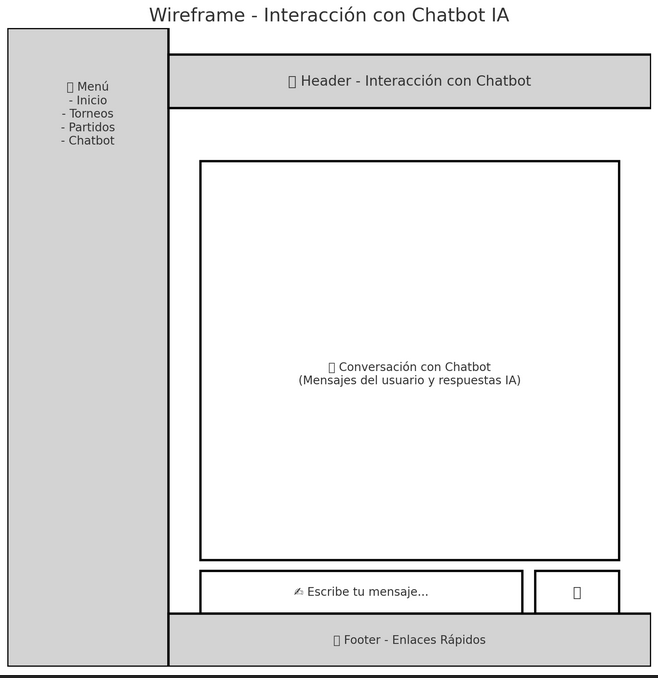 Wireframe - Interacción con Chatbot IA
Menú
- Inicio
- Torneos
- Partidos
- Chatbot
Header - Interacción con Chatbot
Conversación con Chatbot
(Mensajes del usuario y respuestas IA)
✍ Escribe tu mensaje...
Footer - Enlaces Rápidos